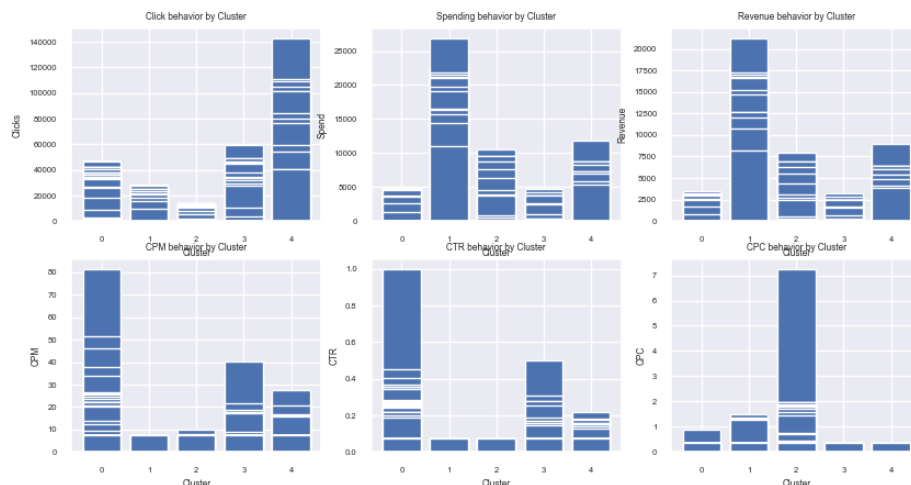 Click behavior by Cluster
Clicks
140000
120000
100000
80000
60000
40000
20000
0
0 1 2 3 4
Cluster
Spending behavior by Cluster
Spend
25000
20000
15000
10000
5000
0
0 1 2 3 4
Cluster
Revenue behavior by Cluster
Revenue
20000
17500
15000
12500
10000
7500
5000
2500
0
0 1 2 3 4
Cluster
CPM behavior by Cluster
CPM
80
70
60
50
40
30
20
10
0
0 1 2 3 4
Cluster
CTR behavior by Cluster
CTR
1.0
0.8
0.6
0.4
0.2
0.0
0 1 2 3 4
Cluster
CPC behavior by Cluster
CPC
7
6
5
4
3
2
1
0
0 1 2 3 4
Cluster